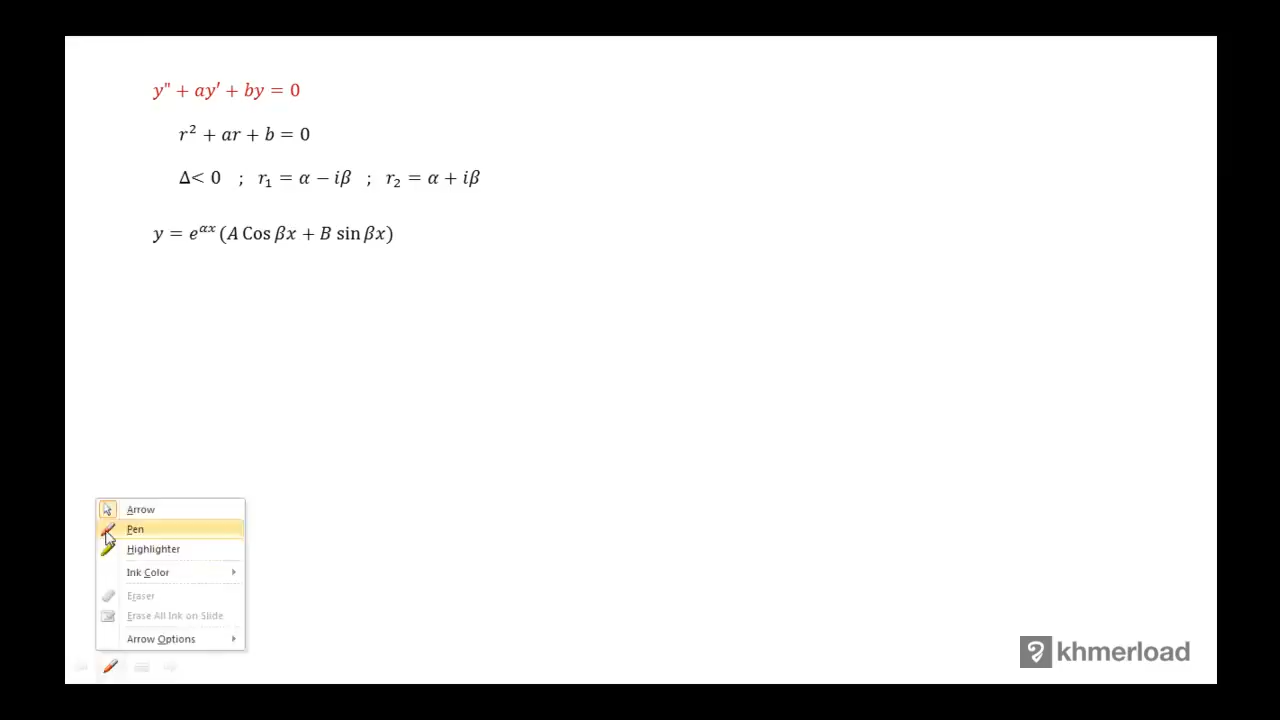 y" + ay′ + by = 0
r² + ar + b = 0
Δ< 0 ; r₁ = α − iβ ; r₂ = α + iβ
y = e^{αx} (A Cos βx + B sin βx)
Arrow
Pen
Highlighter
Ink Color
Eraser
Erase All Ink on Slide
Arrow Options
khmerload